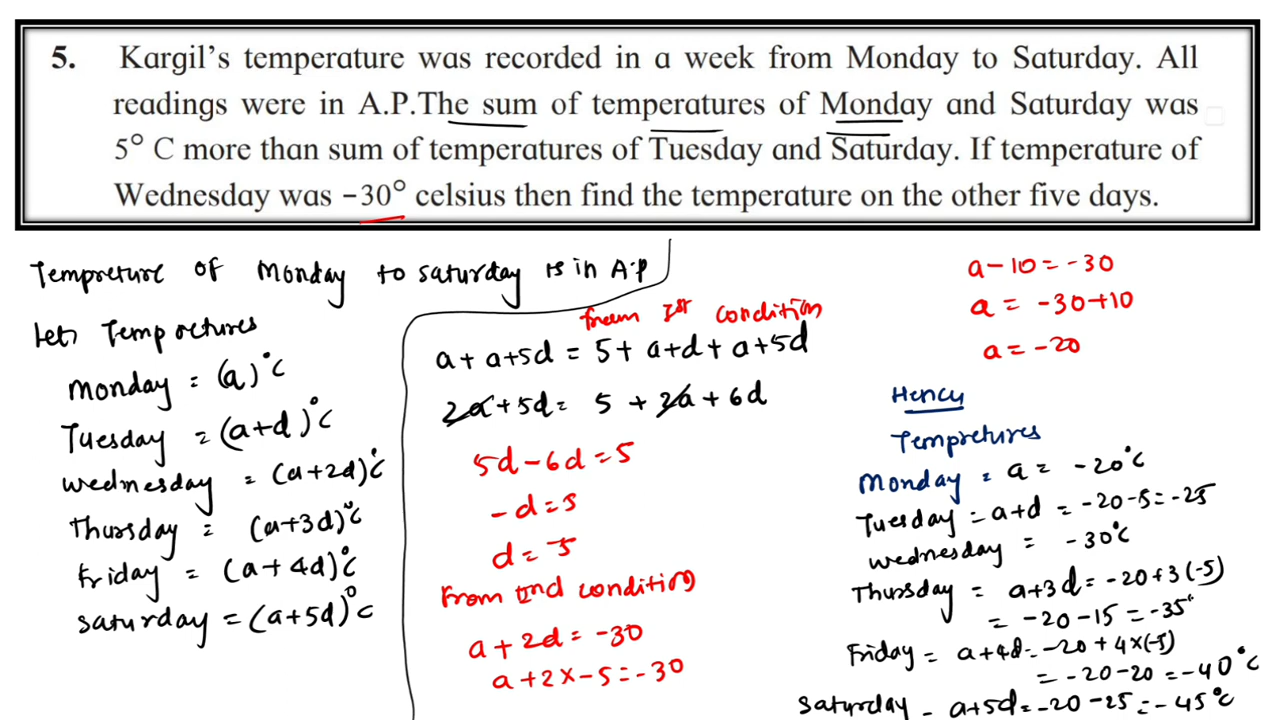 5. Kargil's temperature was recorded in a week from Monday to Saturday. All
readings were in A.P.The sum of temperatures of Monday and Saturday was
5° C more than sum of temperatures of Tuesday and Saturday. If temperature of
Wednesday was –30° celsius then find the temperature on the other five days.
Tempreture of Monday to saturday is in A.P
Let, Tempretures
Monday = (a)°C
Tuesday = (a+d)°C
Wednesday = (a+2d)°C
Thursday = (a+3d)°C
Friday = (a+4d)°C
Saturday = (a+5d)°C
from Ist condition
a + a+5d = 5 + a+d + a+5d
2a + 5d = 5 + 2a + 6d
5d - 6d = 5
-d = 5
d = -5
From IInd condition
a + 2d = -30
a + 2x -5 = -30
a - 10 = -30
a = -30+10
a = -20
Hency
Tempretures
Monday = a = -20°C
Tuesday = a+d = -20-5 = -25
Wednesday = -30°C
Thursday = a+3d = -20+3(-5)
= -20-15 = -35°
Friday = a+4d = -20+4×(-5)
= -20-20 = -40°C
Saturday = a+5d = -20-25 = -45°C